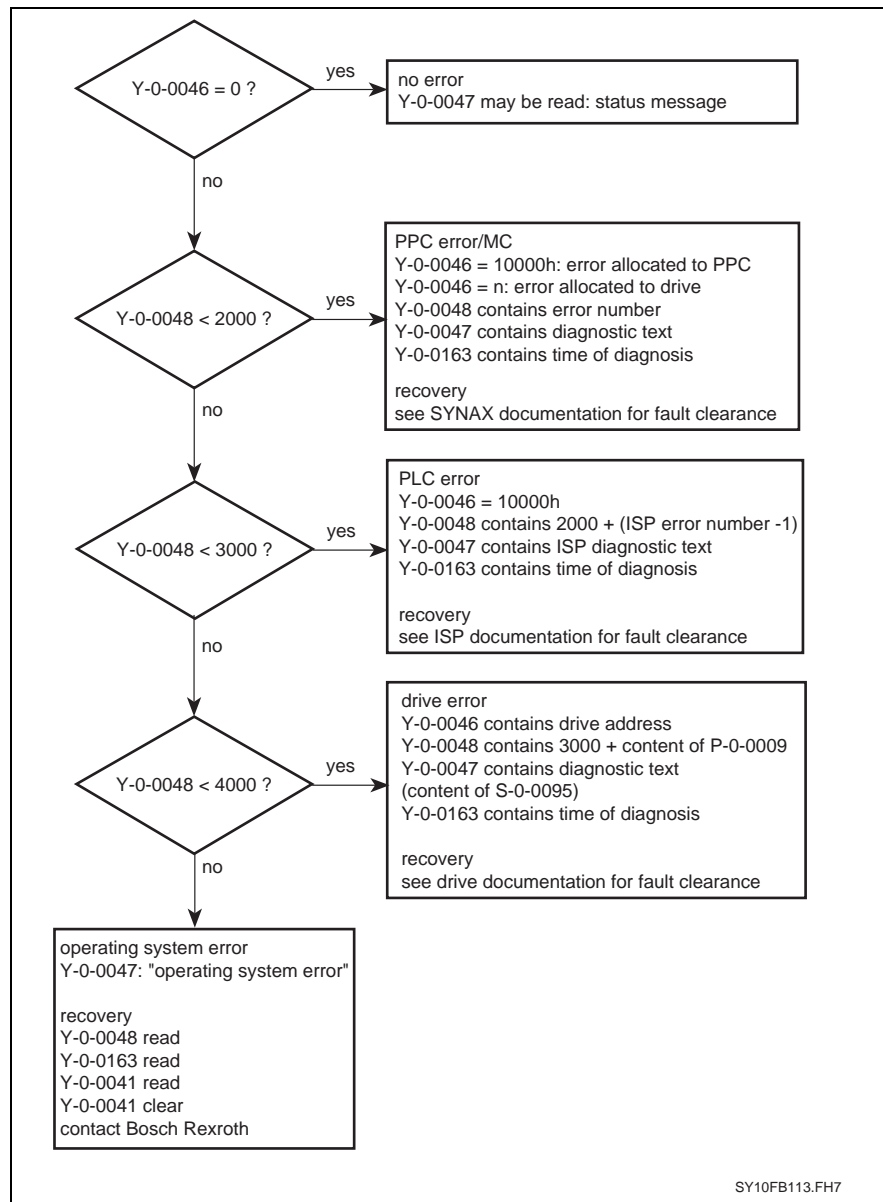 Y-0-0046 = 0 ?
yes
no error
Y-0-0047 may be read: status message
no
Y-0-0048 < 2000 ?
yes
PPC error/MC
Y-0-0046 = 10000h: error allocated to PPC
Y-0-0046 = n: error allocated to drive
Y-0-0048 contains error number
Y-0-0047 contains diagnostic text
Y-0-0163 contains time of diagnosis
recovery
see SYNAX documentation for fault clearance
no
Y-0-0048 < 3000 ?
yes
PLC error
Y-0-0046 = 10000h
Y-0-0048 contains 2000 + (ISP error number -1)
Y-0-0047 contains ISP diagnostic text
Y-0-0163 contains time of diagnosis
recovery
see ISP documentation for fault clearance
no
Y-0-0048 < 4000 ?
yes
drive error
Y-0-0046 contains drive address
Y-0-0048 contains 3000 + content of P-0-0009
Y-0-0047 contains diagnostic text
(content of S-0-0095)
Y-0-0163 contains time of diagnosis
recovery
see drive documentation for fault clearance
no
operating system error
Y-0-0047: "operating system error"
recovery
Y-0-0048 read
Y-0-0163 read
Y-0-0041 read
Y-0-0041 clear
contact Bosch Rexroth
SY10FB113.FH7